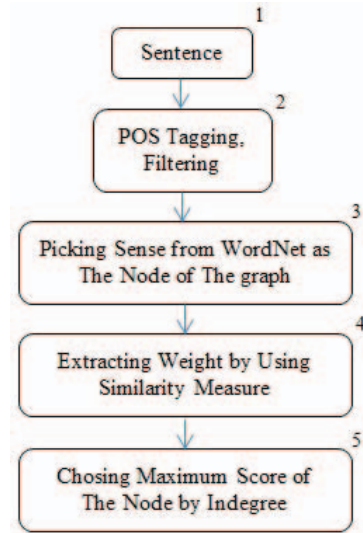 1
Sentence
2
POS Tagging,
Filtering
3
Picking Sense from WordNet as
The Node of The graph
4
Extracting Weight by Using
Similarity Measure
5
Chosing Maximum Score of
The Node by Indegree